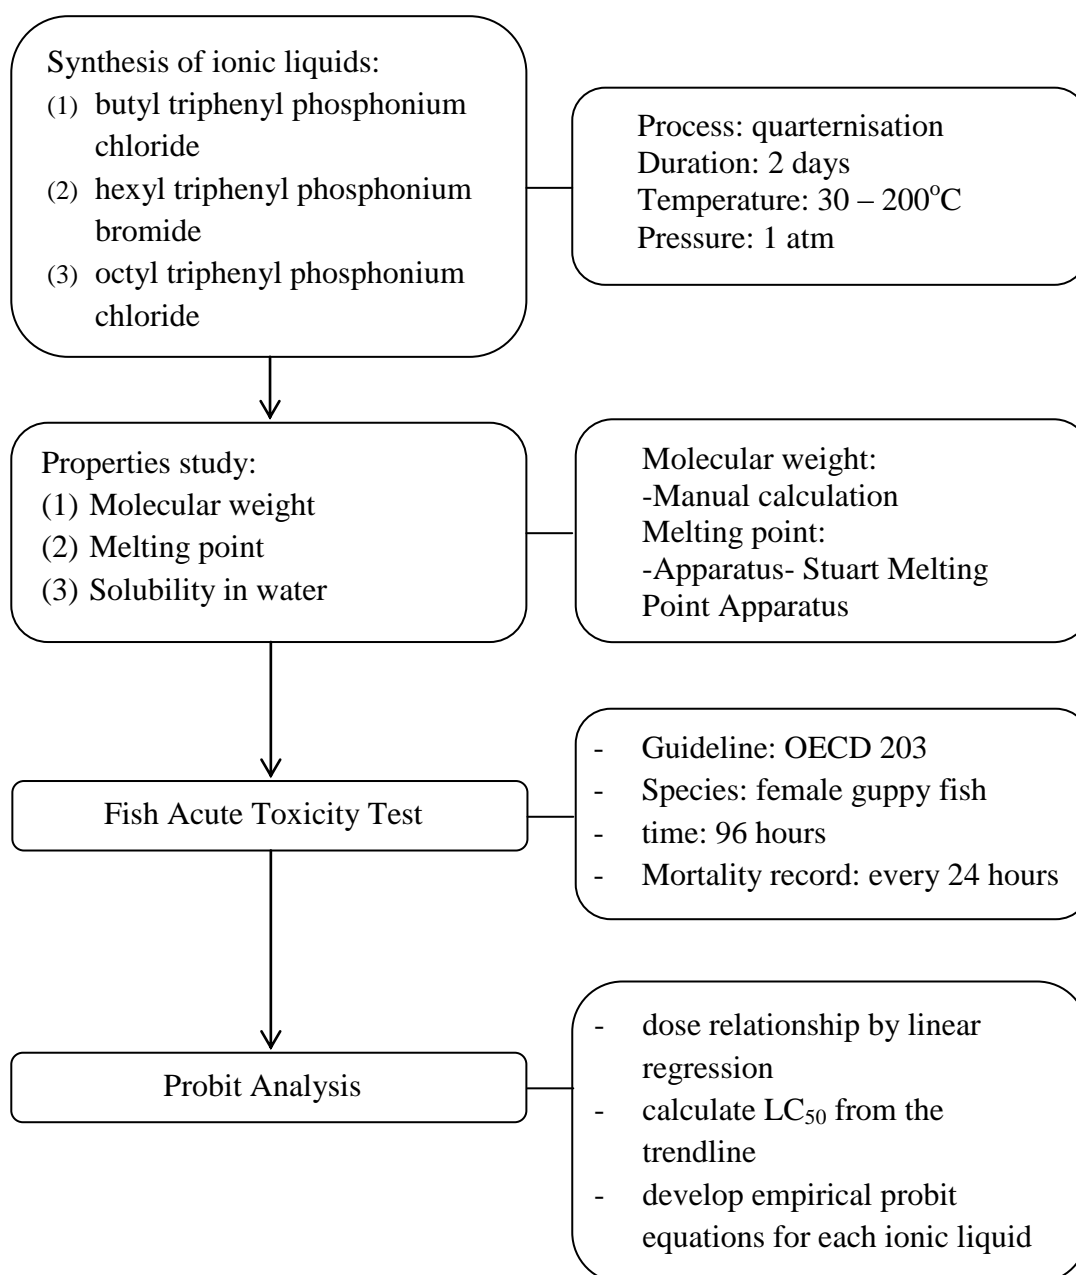 Synthesis of ionic liquids:
(1) butyl triphenyl phosphonium
chloride
(2) hexyl triphenyl phosphonium
bromide
(3) octyl triphenyl phosphonium
chloride
Process: quarternisation
Duration: 2 days
Temperature: 30 – 200°C
Pressure: 1 atm
Properties study:
(1) Molecular weight
(2) Melting point
(3) Solubility in water
Molecular weight:
-Manual calculation
Melting point:
-Apparatus- Stuart Melting
Point Apparatus
Fish Acute Toxicity Test
- Guideline: OECD 203
- Species: female guppy fish
- time: 96 hours
- Mortality record: every 24 hours
Probit Analysis
- dose relationship by linear
regression
- calculate LC₅₀ from the
trendline
- develop empirical probit
equations for each ionic liquid